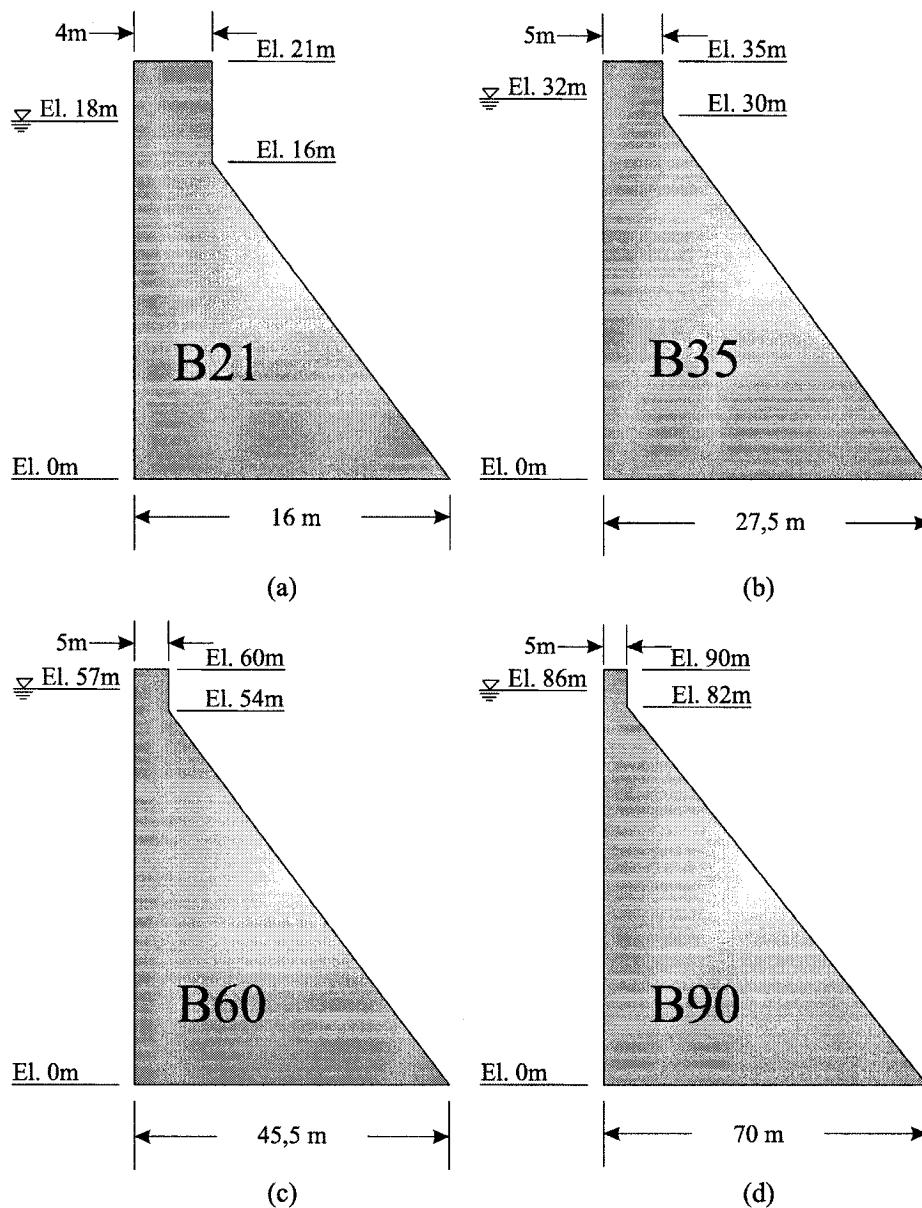 4m
El. 21m
El. 18m
El. 16m
B21
El. 0m
16 m
(a)
5m
El. 35m
El. 32m
El. 30m
B35
El. 0m
27,5 m
(b)
5m
El. 60m
El. 57m
El. 54m
B60
El. 0m
45,5 m
(c)
5m
El. 90m
El. 86m
El. 82m
B90
El. 0m
70 m
(d)